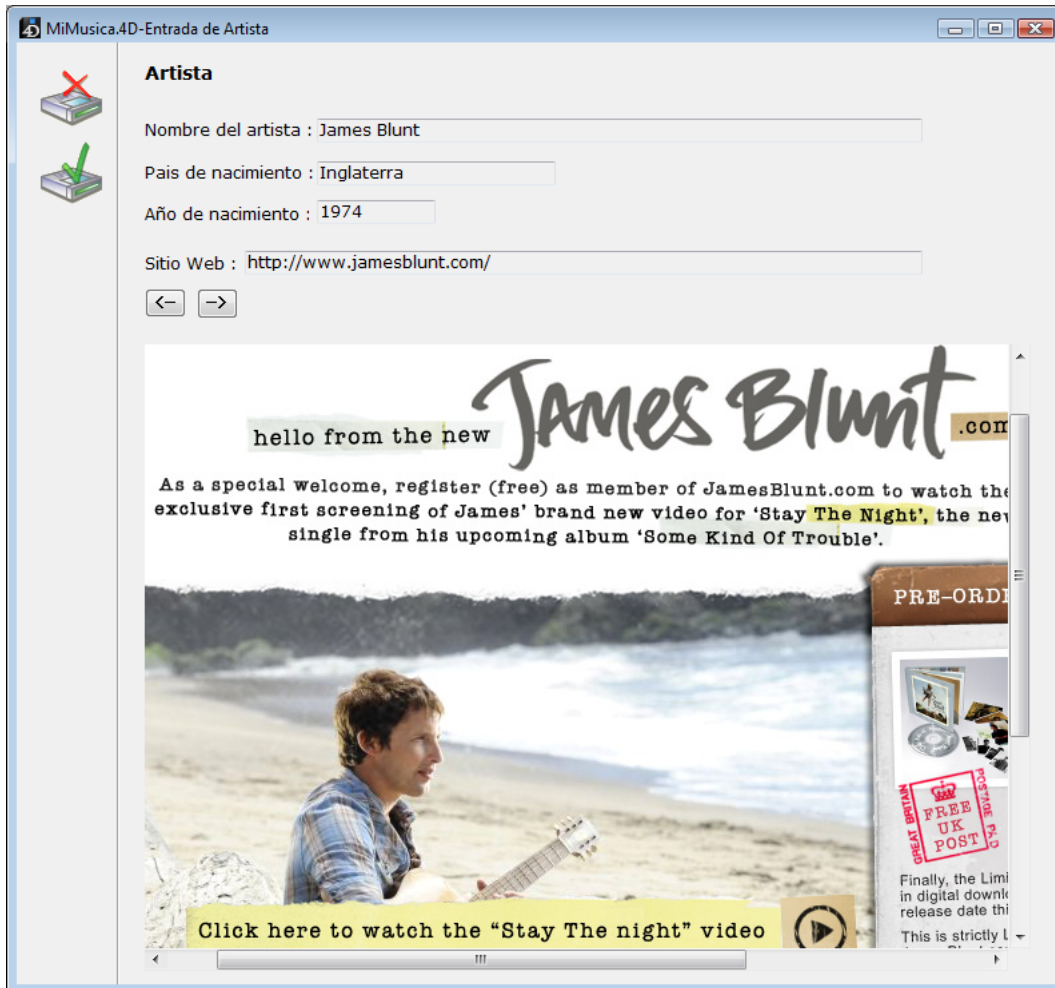 MiMusica.4D-Entrada de Artista
Artista
Nombre del artista : James Blunt
Pais de nacimiento : Inglaterra
Año de nacimiento : 1974
Sitio Web : http://www.jamesblunt.com/
<- ->
hello from the new James Blunt .com
As a special welcome, register (free) as member of JamesBlunt.com to watch the
exclusive first screening of James' brand new video for ‘Stay The Night’, the new
single from his upcoming album ‘Some Kind Of Trouble’.
PRE-ORD
GREAT BRITAIN
POSTAGE PAID
FREE
UK
POST
Finally, the Limi
in digital downl
release date thi
This is strictly L
Click here to watch the “Stay The night” video